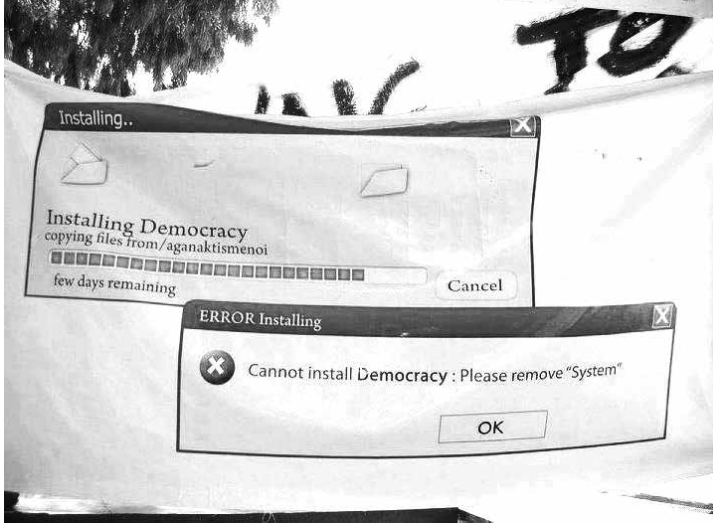 TO
Installing..
X
Installing Democracy
copying files from/aganaktismenoi
few days remaining
Cancel
ERROR Installing
X
X
Cannot install Democracy : Please remove "System"
OK